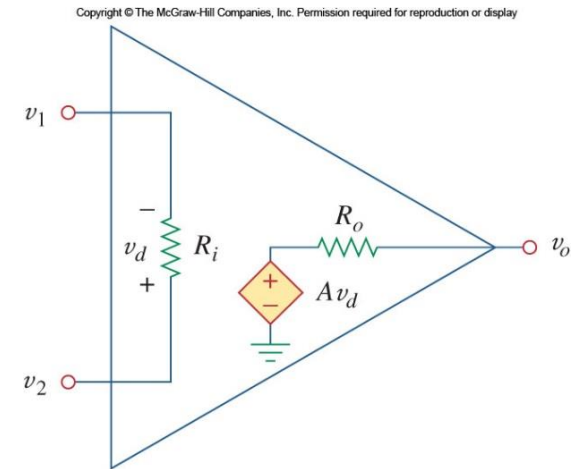 Copyright © The McGraw-Hill Companies, Inc. Permission required for reproduction or display
v1
−
vd
+
Ri
Ro
+
−
Avd
vo
v2